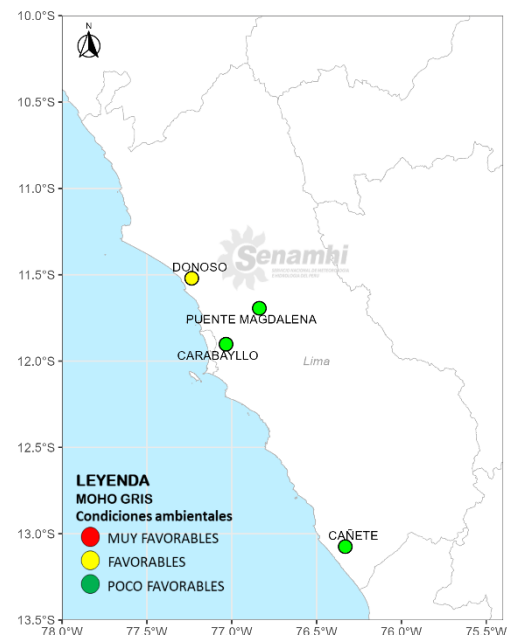 10.0°S
N
10.5°S
11.0°S
Senamhi
11.5°S
DONOSO
PUENTE MAGDALENA
CARABAYLLO
12.0°S
Lima
12.5°S
LEYENDA
MOHO GRIS
Condiciones ambientales
MUY FAVORABLES
FAVORABLES
POCO FAVORABLES
13.0°S
CAÑETE
13.5°S
78.0°W 77.5°W 77.0°W 76.5°W 76.0°W 75.5°W